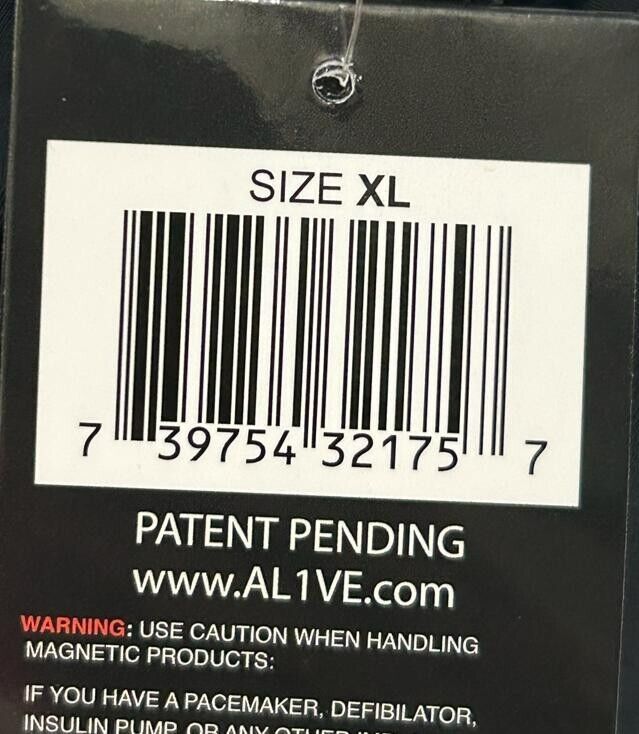 SIZE XL
7 39754 32175 7
PATENT PENDING
www.AL1VE.com
WARNING: USE CAUTION WHEN HANDLING
MAGNETIC PRODUCTS:
IF YOU HAVE A PACEMAKER, DEFIBILATOR,
INSULIN PUMP, OR ANY OTHER